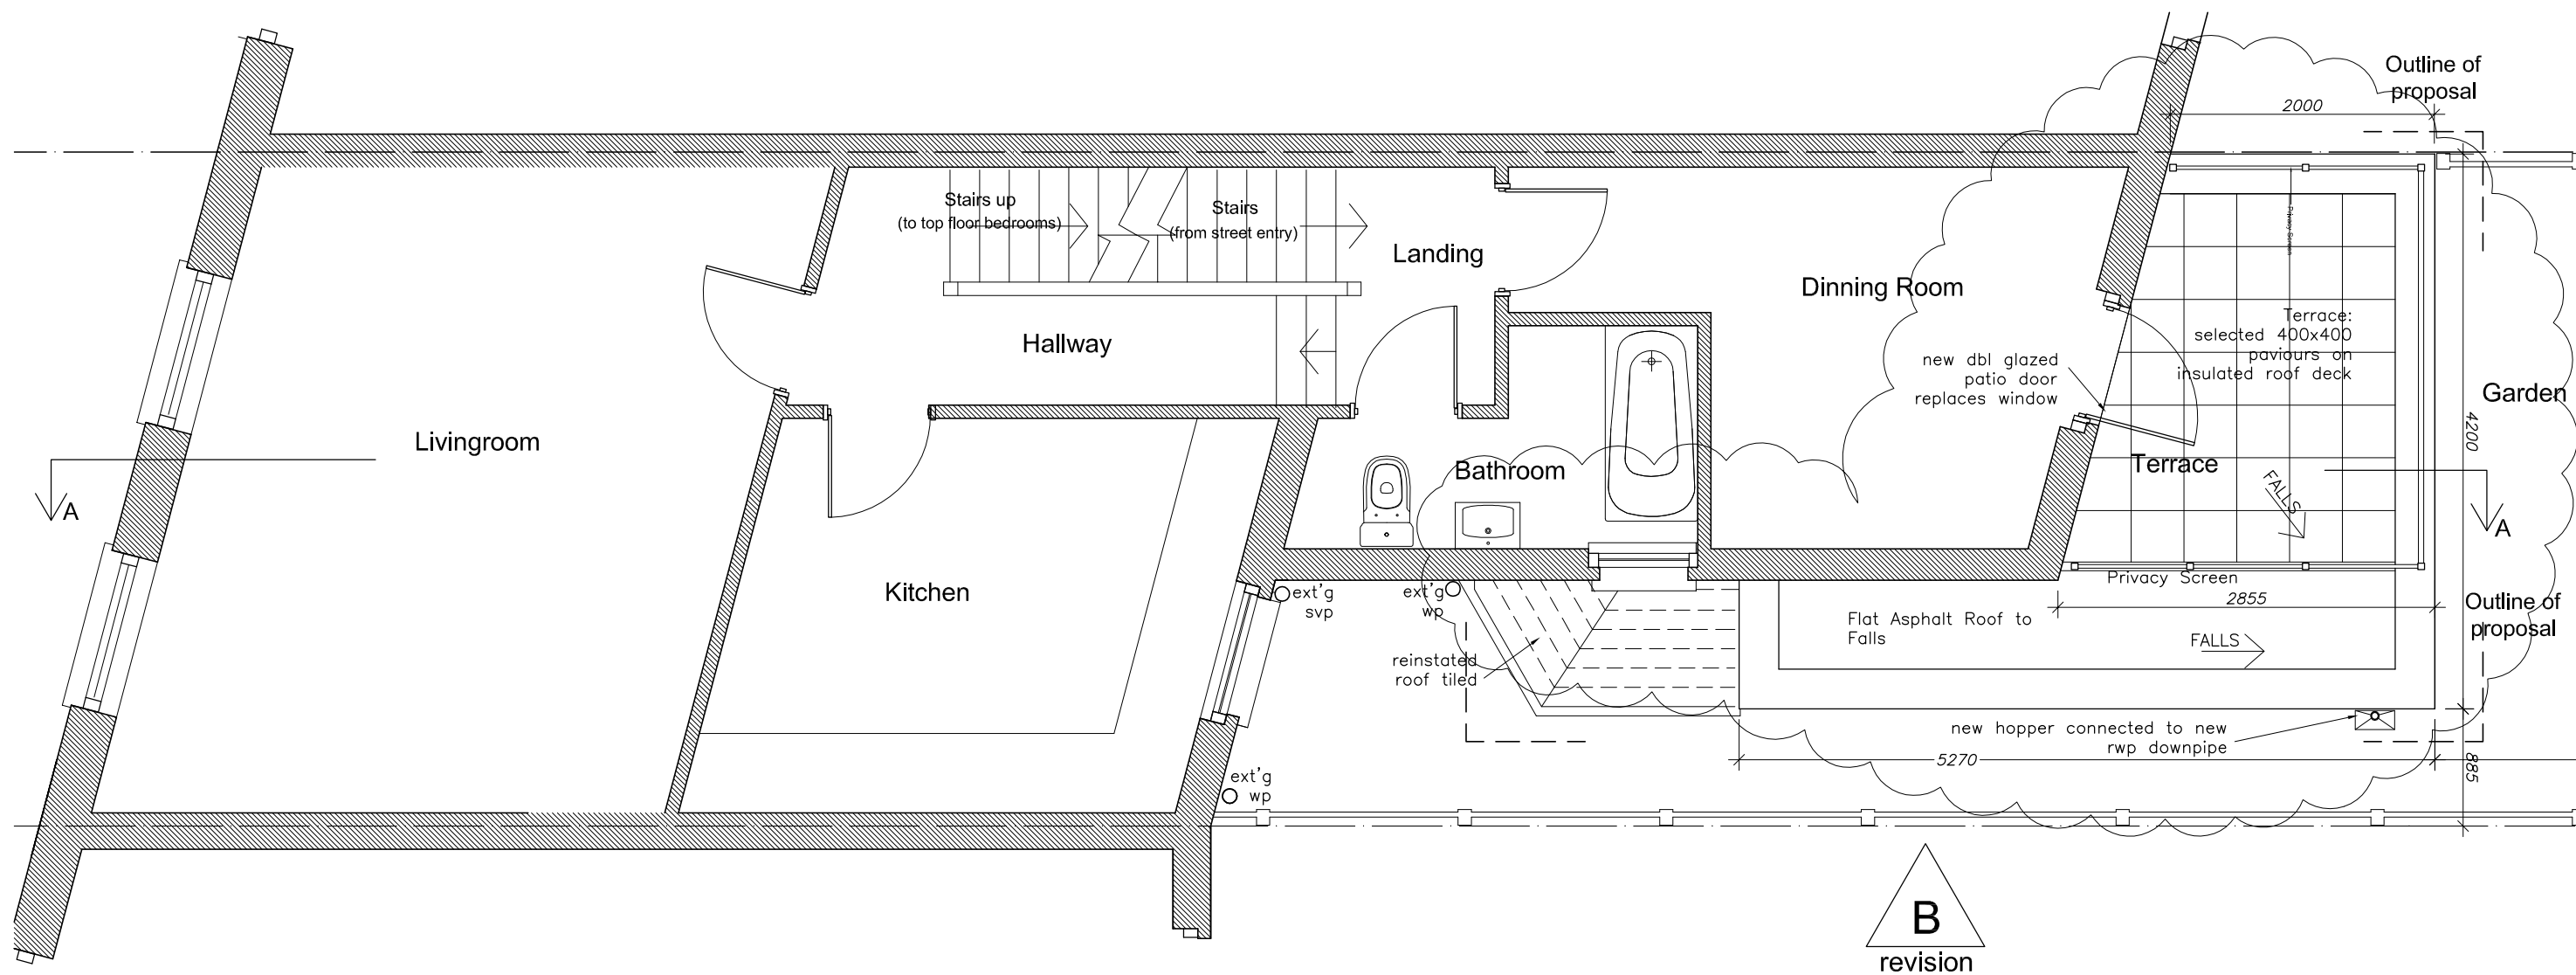 Outline of
proposal
2000
Stairs up
(to top floor bedrooms)
Stairs
(from street entry)
Landing
Privacy Screen
Dinning Room
Hallway
Terrace:
selected 400x400
paviours on
insulated roof deck
new dbl glazed
patio door
replaces window
Garden
4200
Livingroom
Bathroom
Terrace
FALLS
A
A
Kitchen
ext'g
svp
ext'g
wp
Privacy Screen
2855
Flat Asphalt Roof to
Falls
FALLS
Outline of
proposal
reinstated
roof tiled
new hopper connected to new
rwp downpipe
5270
885
ext'g
wp
B
revision